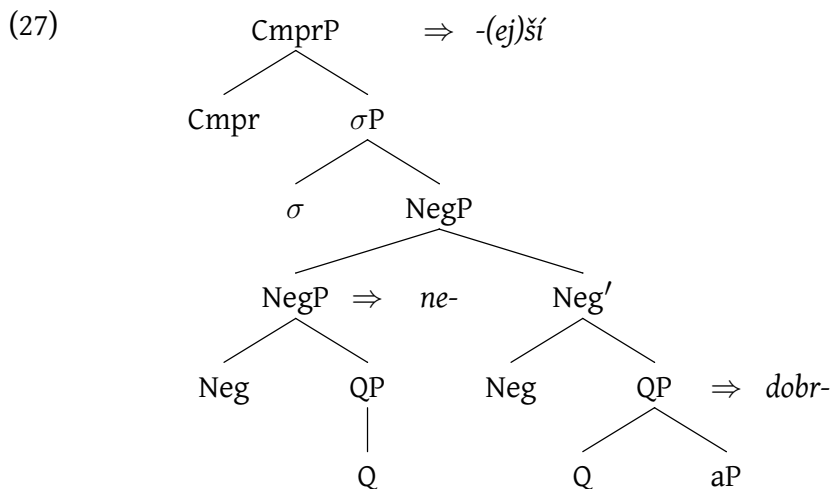 (27)
CmprP ⇒ -(ej)ší
Cmpr σP
σ NegP
NegP ⇒ ne- Neg′
Neg QP Neg QP ⇒ dobr-
Q Q aP